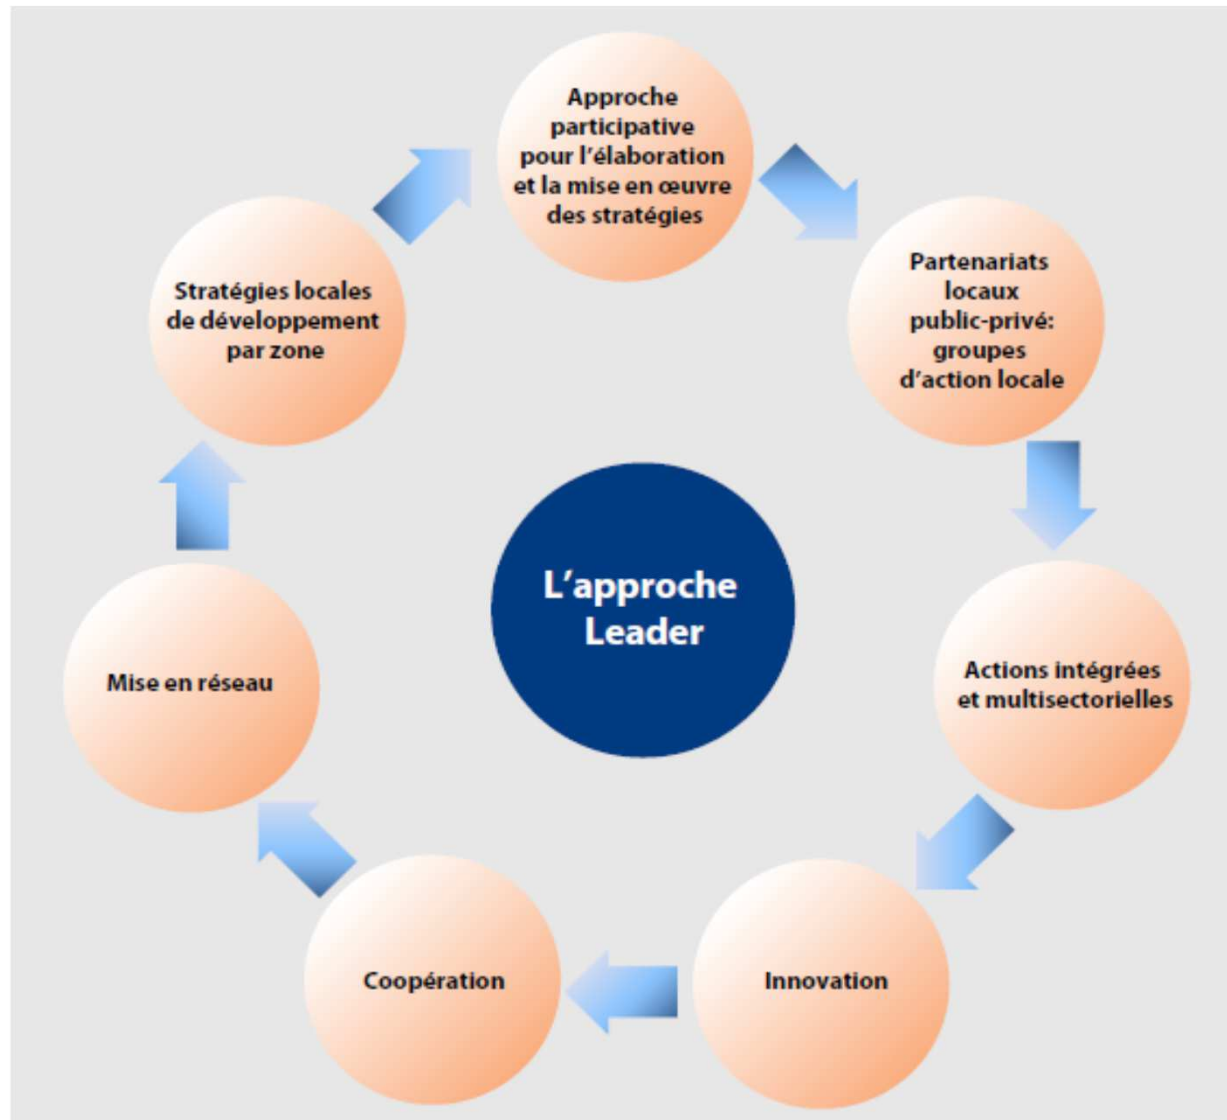 Approche
participative
pour l'élaboration
et la mise en œuvre
des stratégies
Partenariats
locaux
public-privé:
groupes
d'action locale
Actions intégrées
et multisectorielles
Innovation
Coopération
Mise en réseau
Stratégies locales
de développement
par zone
L'approche
Leader